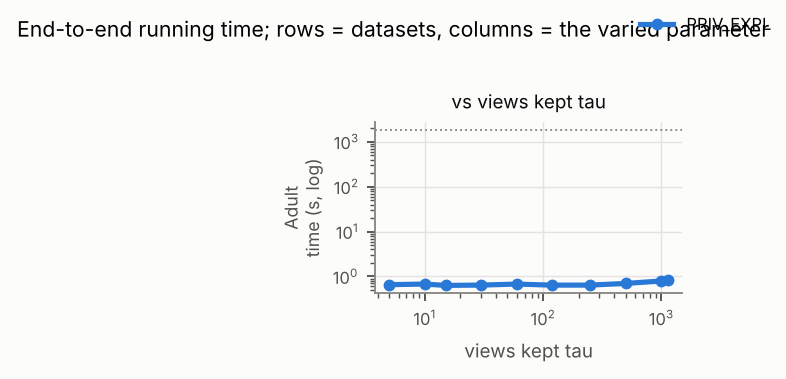 End-to-end running time; rows = datasets, columns = the varied parameter
PRIV_EXPL
vs views kept tau
Adult
time (s, log)
10³
10²
10¹
10⁰
10¹ 10² 10³
views kept tau